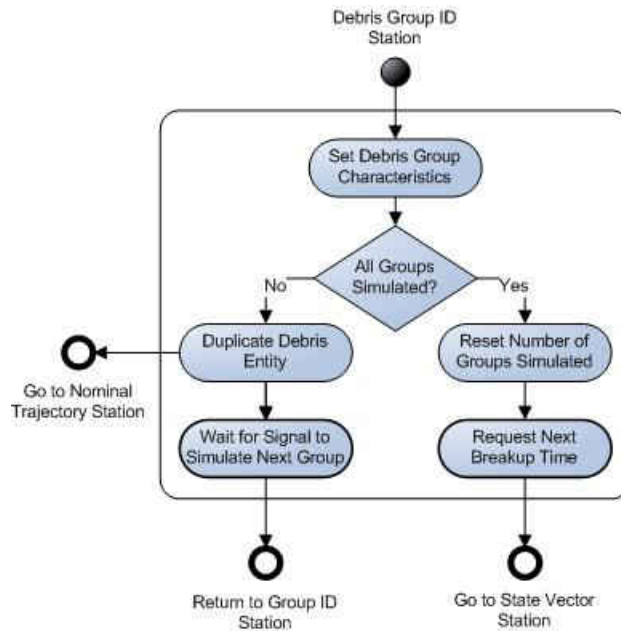 Debris Group ID
Station
Set Debris Group
Characteristics
All Groups
Simulated?
No
Yes
Duplicate Debris
Entity
Reset Number of
Groups Simulated
Go to Nominal
Trajectory Station
Wait for Signal to
Simulate Next Group
Request Next
Breakup Time
Return to Group ID
Station
Go to State Vector
Station